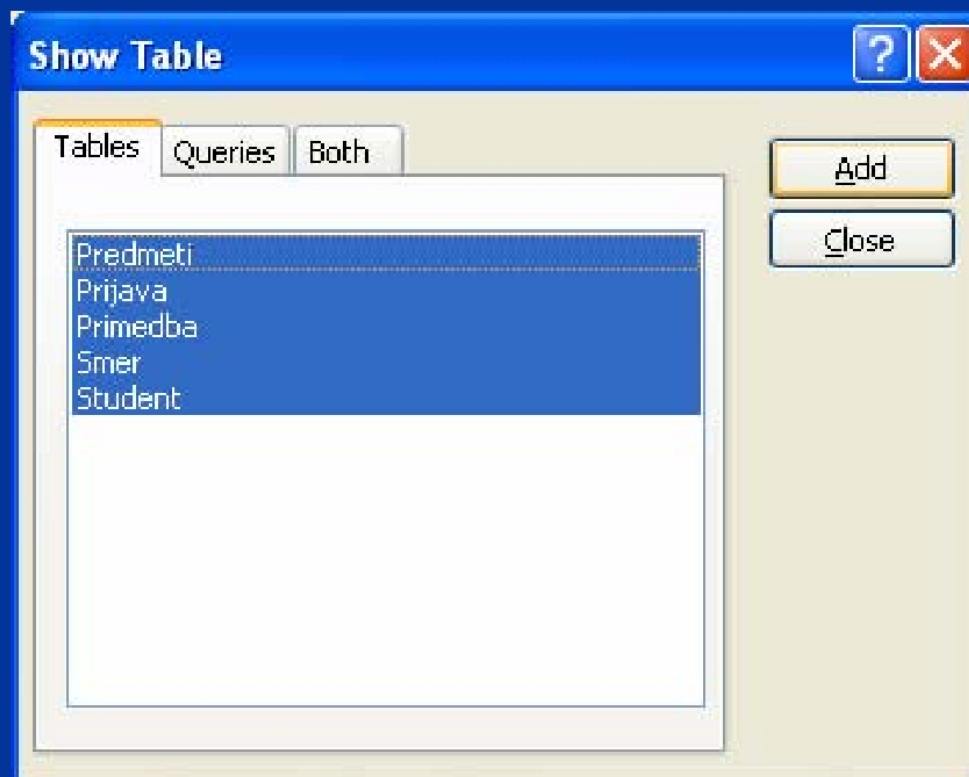 Show Table
Tables Queries Both
Add
Close
Predmeti
Prijava
Primedba
Smer
Student